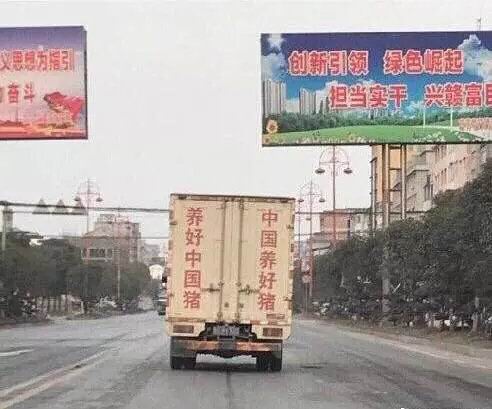 义思想为指引
奋斗
创新引领 绿色崛起
担当实干 兴赣富民
养好中国猪
中国养好猪